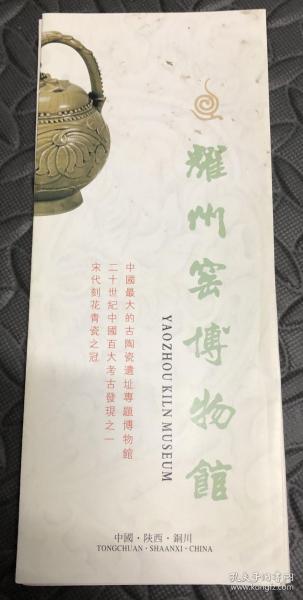 耀州窑博物館
YAOZHOU KILN MUSEUM
中國最大的古陶瓷遺址專題博物館
二十世紀中國百大考古發現之一
宋代刻花青瓷之冠
中國·陝西·銅川
TONGCHUAN·SHAANXI·CHINA